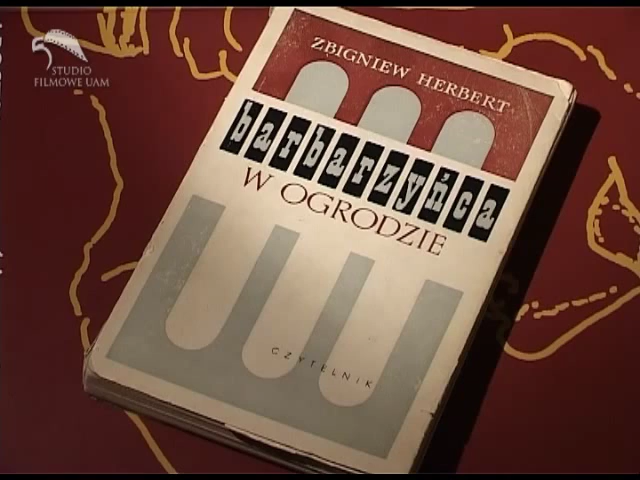 STUDIO
FILMOWE UAM
ZBIGNIEW HERBERT
barbarzyńca
W OGRODZIE
CZYTELNIK